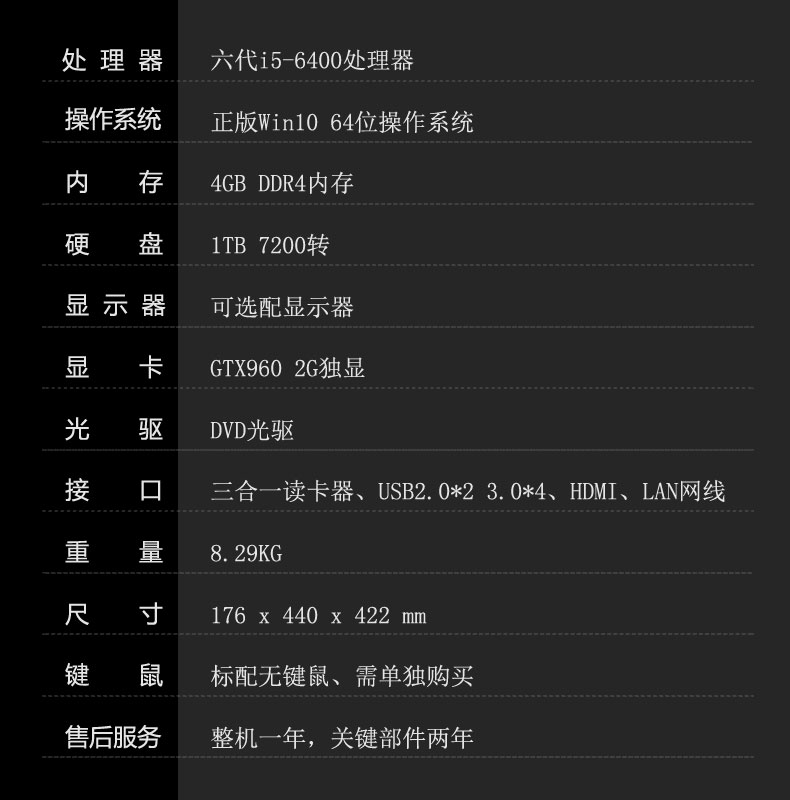 处理器 六代i5-6400处理器
操作系统 正版Win10 64位操作系统
内存 4GB DDR4内存
硬盘 1TB 7200转
显示器 可选配显示器
显卡 GTX960 2G独显
光驱 DVD光驱
接口 三合一读卡器、USB2.0*2 3.0*4、HDMI、LAN网线
重量 8.29KG
尺寸 176 x 440 x 422 mm
键鼠 标配无键鼠、需单独购买
售后服务 整机一年，关键部件两年